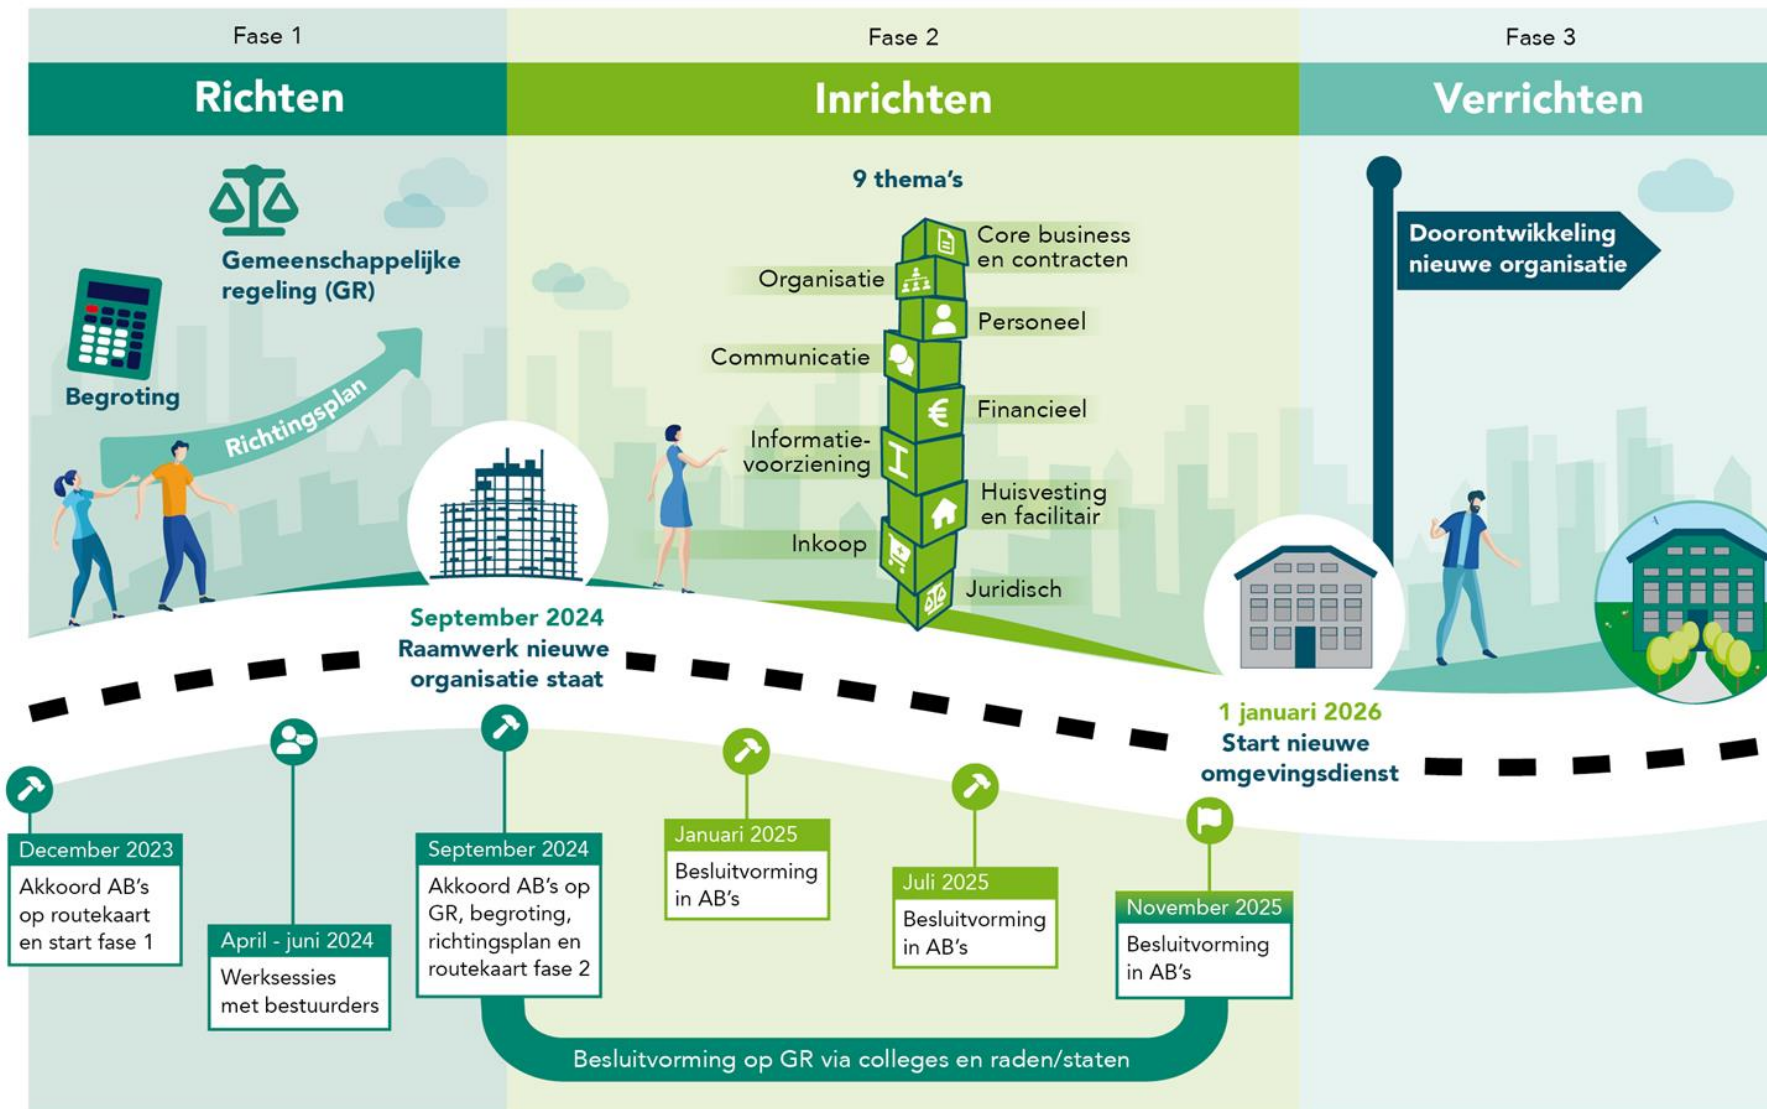 Fase 1
Richten
Gemeenschappelijke
regeling (GR)
Begroting
Richtingsplan
September 2024
Raamwerk nieuwe
organisatie staat
Fase 2
Inrichten
9 thema's
Core business
en contracten
Organisatie
Personeel
Communicatie
Financieel
Informatie-
voorziening
Huisvesting
en facilitair
Inkoop
Juridisch
Fase 3
Verrichten
Doorontwikkeling
nieuwe organisatie
1 januari 2026
Start nieuwe
omgevingsdienst
December 2023
Akkoord AB's
op routekaart
en start fase 1
April - juni 2024
Werksessies
met bestuurders
September 2024
Akkoord AB's op
GR, begroting,
richtingsplan en
routekaart fase 2
Januari 2025
Besluitvorming
in AB's
Juli 2025
Besluitvorming
in AB's
November 2025
Besluitvorming
in AB's
Besluitvorming op GR via colleges en raden/staten